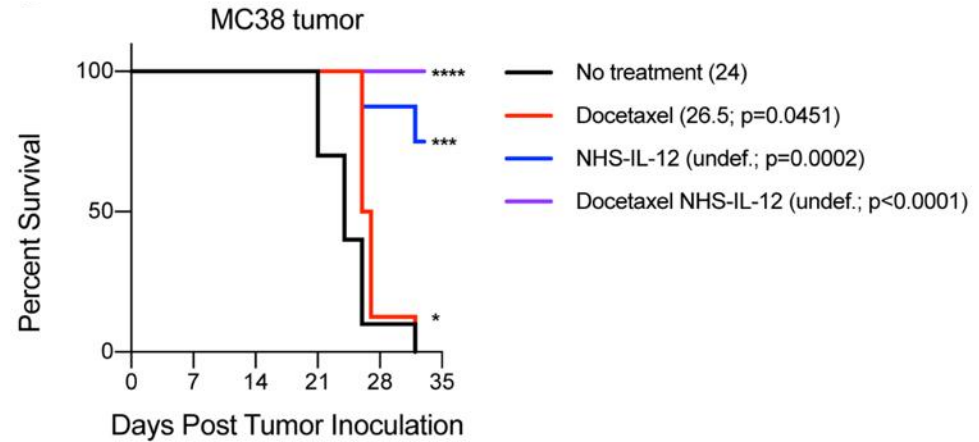 MC38 tumor
Percent Survival
100
50
0
0 7 14 21 28 35
Days Post Tumor Inoculation
****
***
*
No treatment (24)
Docetaxel (26.5; p=0.0451)
NHS-IL-12 (undef.; p=0.0002)
Docetaxel NHS-IL-12 (undef.; p<0.0001)